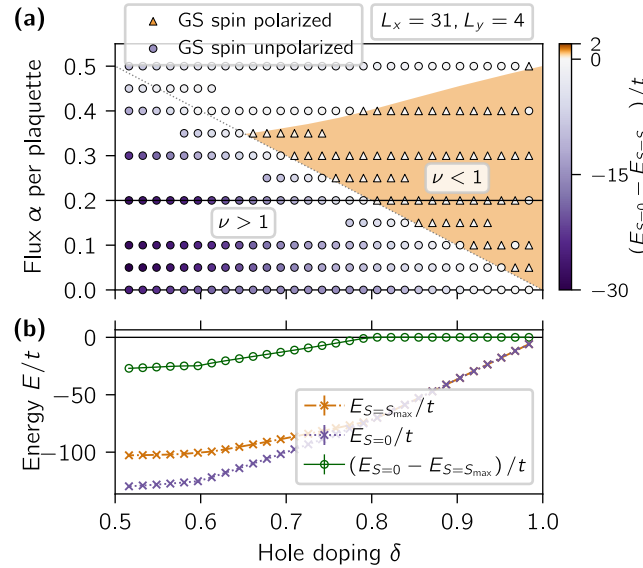 (a)
GS spin polarized
GS spin unpolarized
L_x = 31, L_y = 4
Flux α per plaquette
0.5
0.4
0.3
0.2
0.1
0.0
ν < 1
ν > 1
2
0
−15
−30
(b)
Energy E/t
0
−50
−100
E_{S=S_max}/t
E_{S=0}/t
(E_{S=0} − E_{S=S_max})/t
0.5 0.6 0.7 0.8 0.9 1.0
Hole doping δ